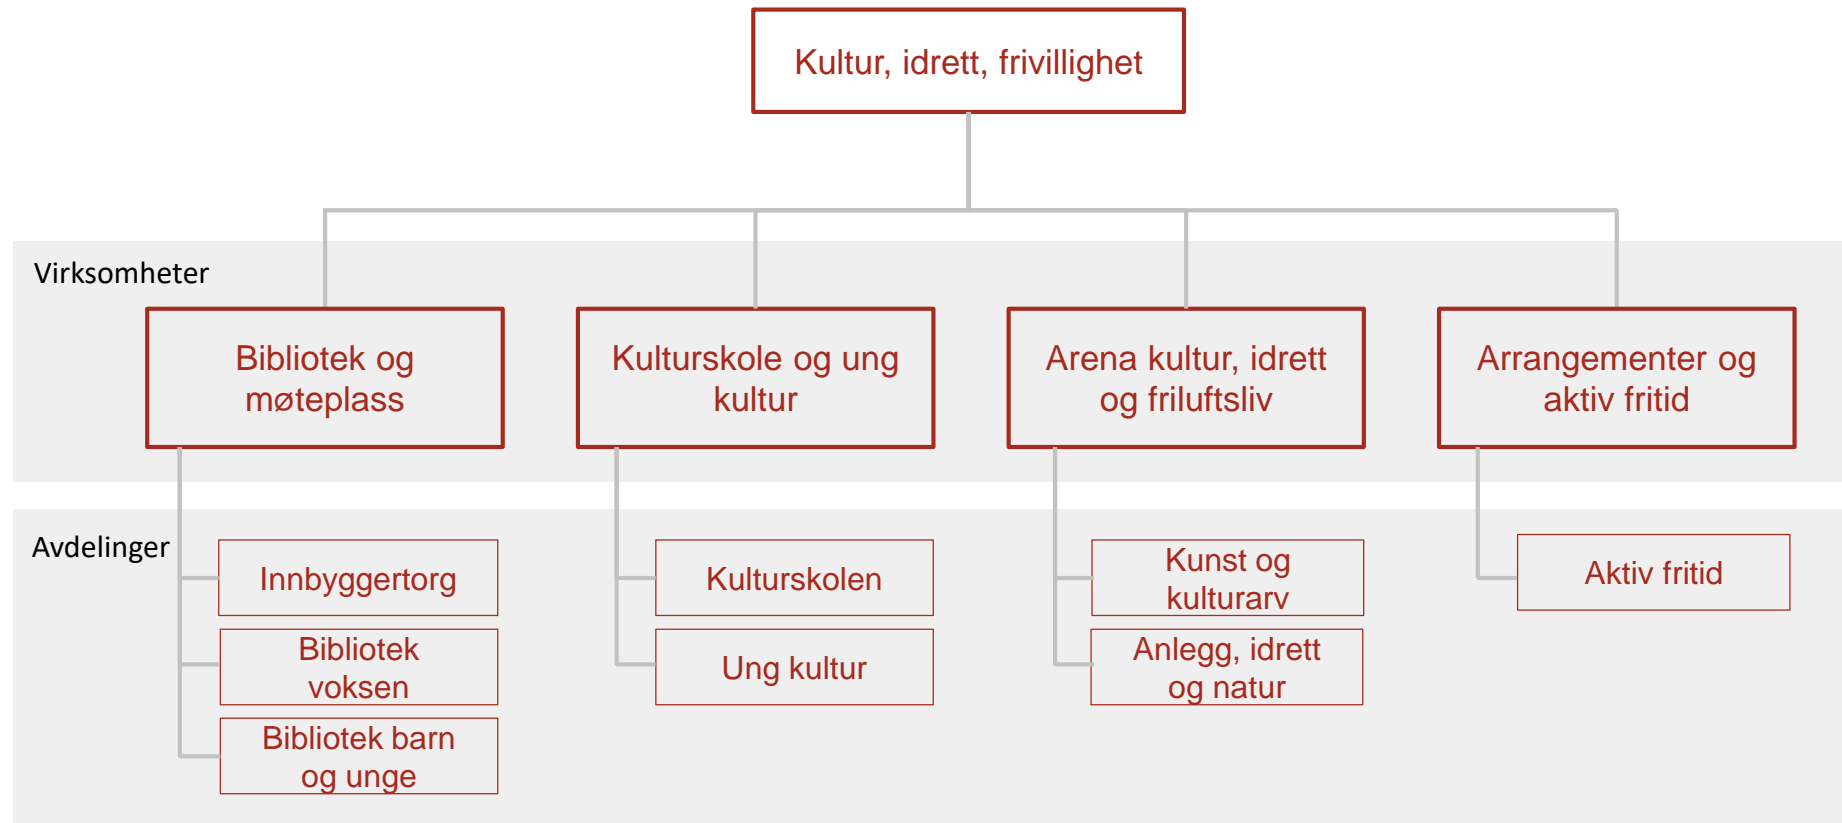 Kultur, idrett, frivillighet
Virksomheter
Bibliotek og
møteplass
Kulturskole og ung
kultur
Arena kultur, idrett
og friluftsliv
Arrangementer og
aktiv fritid
Avdelinger
Innbyggertorg
Bibliotek
voksen
Bibliotek barn
og unge
Kulturskolen
Ung kultur
Kunst og
kulturarv
Anlegg, idrett
og natur
Aktiv fritid